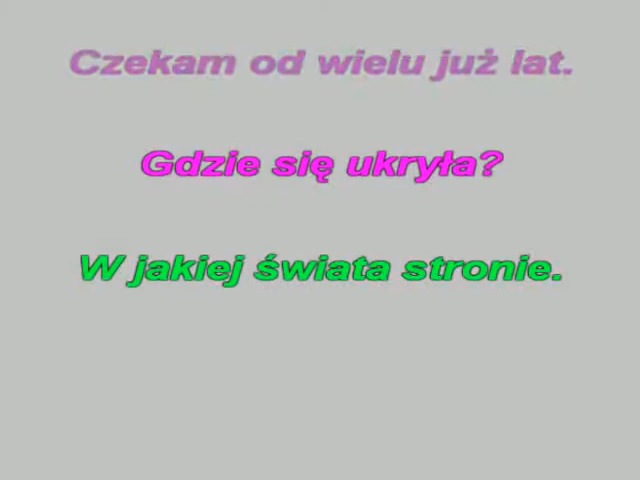 Czekam od wielu już lat.
Gdzie się ukryła?
W jakiej świata stronie.